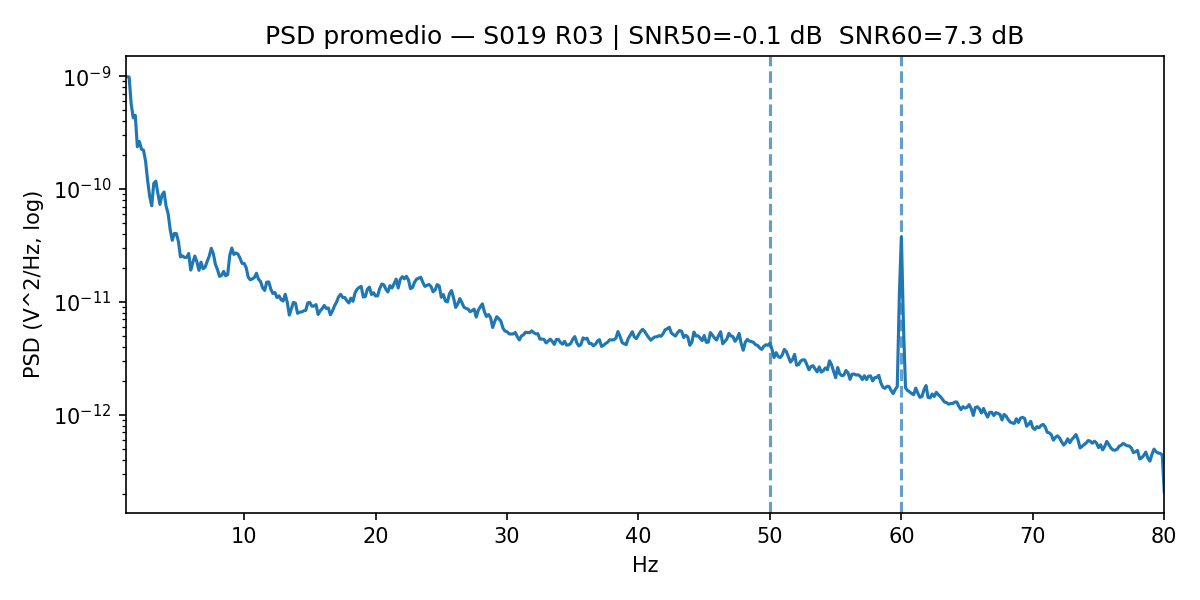 PSD promedio — S019 R03 | SNR50=-0.1 dB  SNR60=7.3 dB
PSD (V^2/Hz, log)
10⁻⁹
10⁻¹⁰
10⁻¹¹
10⁻¹²
10 20 30 40 50 60 70 80
Hz